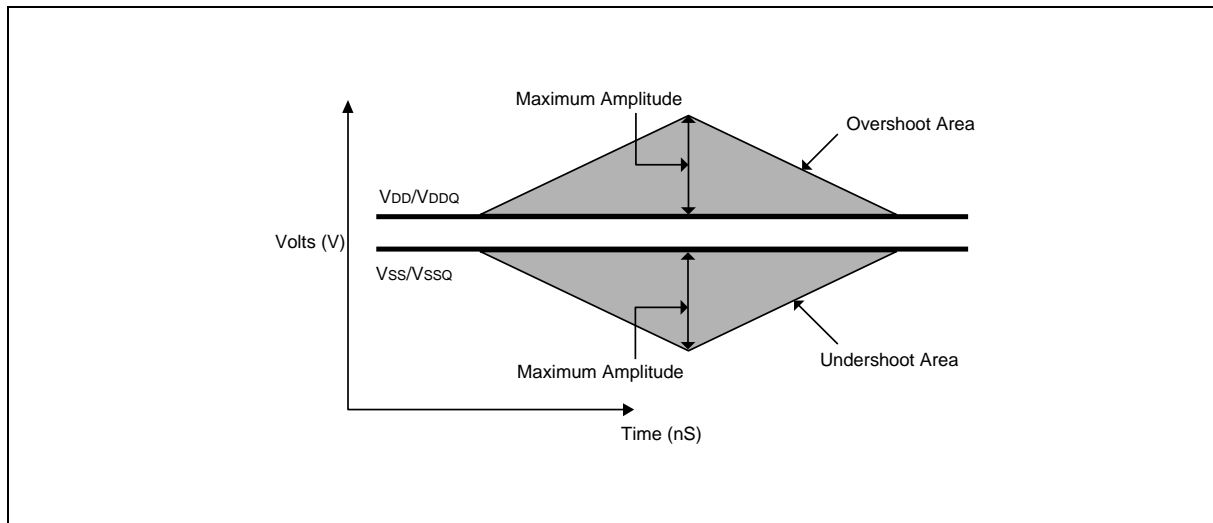 Maximum Amplitude
Overshoot Area
VDD/VDDQ
Volts (V)
VSS/VSSQ
Undershoot Area
Maximum Amplitude
Time (nS)